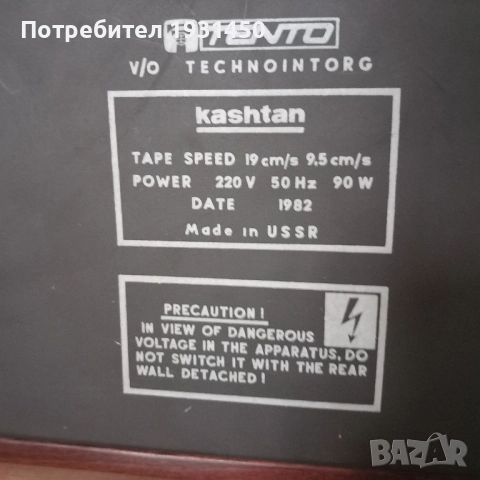 Потребител 1931450
TENTO
V/O TECHNOINTORG
kashtan
TAPE SPEED 19 cm/s 9,5 cm/s
POWER 220 V 50 Hz 90 W
DATE 1982
Made in USSR
PRECAUTION !
IN VIEW OF DANGEROUS
VOLTAGE IN THE APPARATUS, DO
NOT SWITCH IT WITH THE REAR
WALL DETACHED !
BAZAR